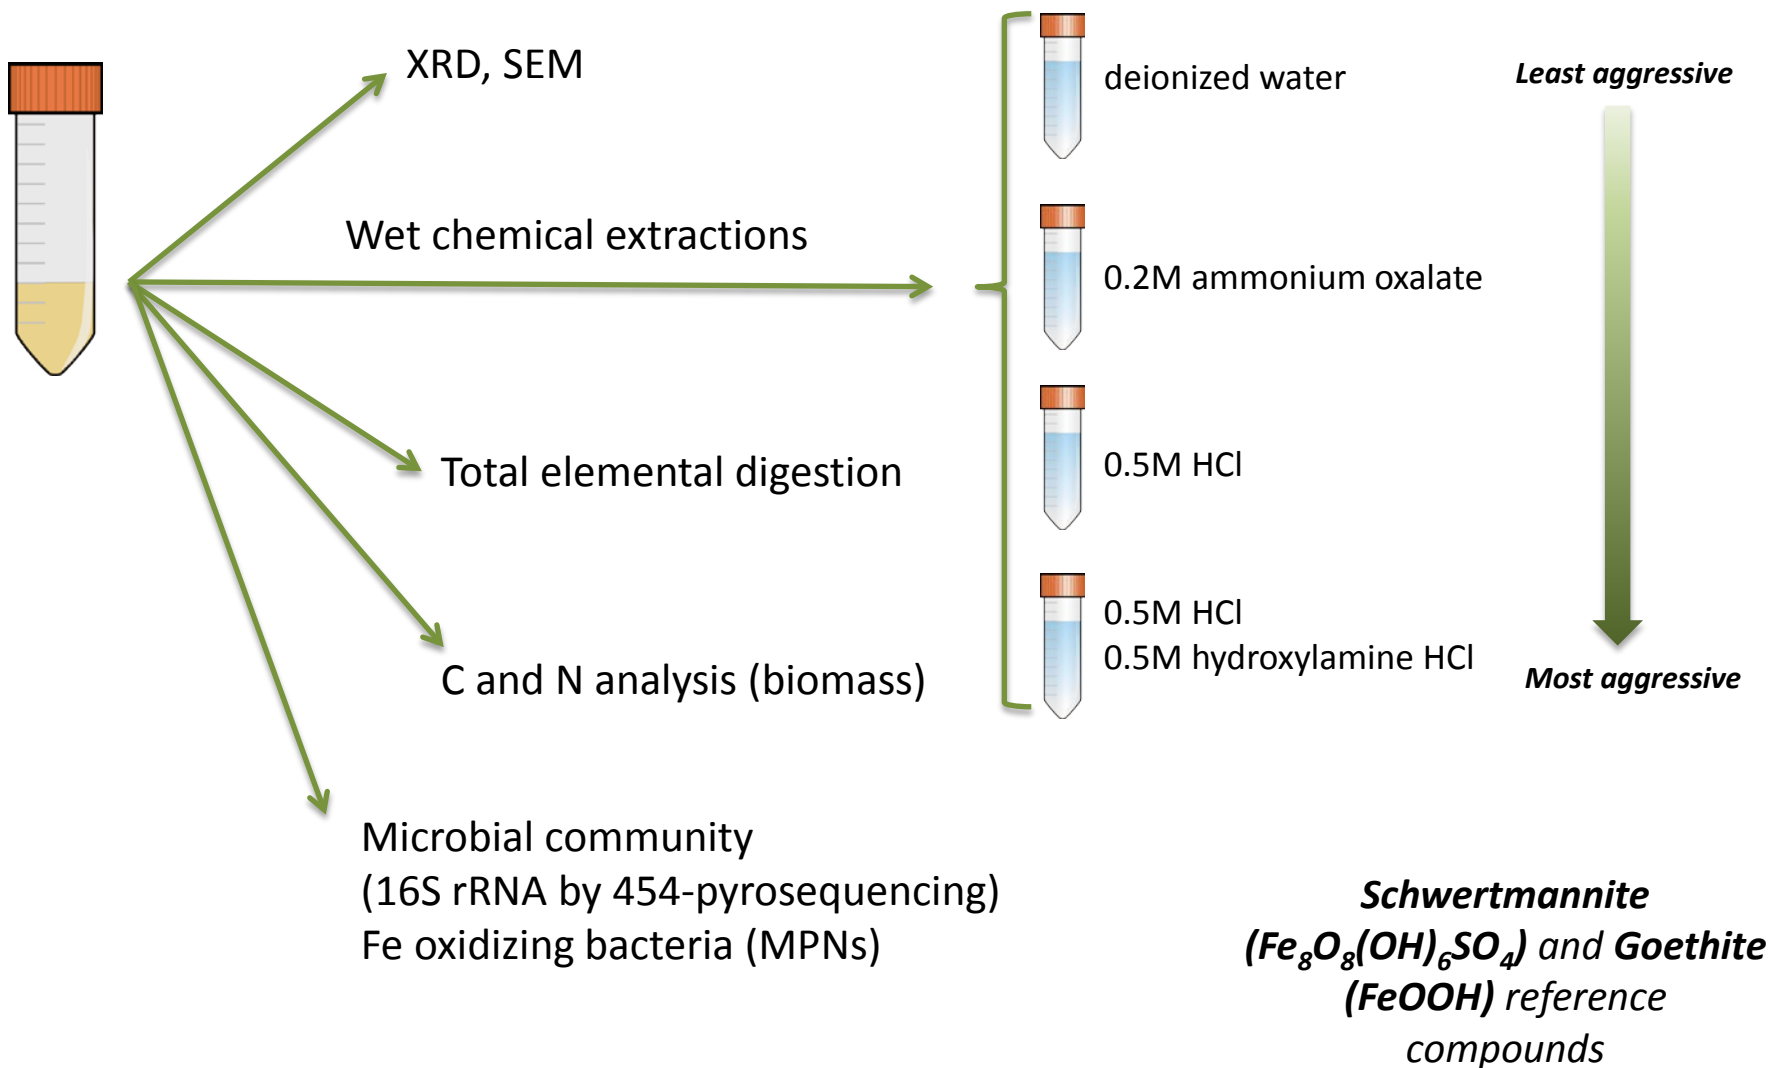 XRD, SEM
Wet chemical extractions
Total elemental digestion
C and N analysis (biomass)
Microbial community
(16S rRNA by 454-pyrosequencing)
Fe oxidizing bacteria (MPNs)
deionized water
0.2M ammonium oxalate
0.5M HCl
0.5M HCl
0.5M hydroxylamine HCl
Least aggressive
Most aggressive
Schwertmannite
(Fe₈O₈(OH)₆SO₄) and Goethite
(FeOOH) reference
compounds